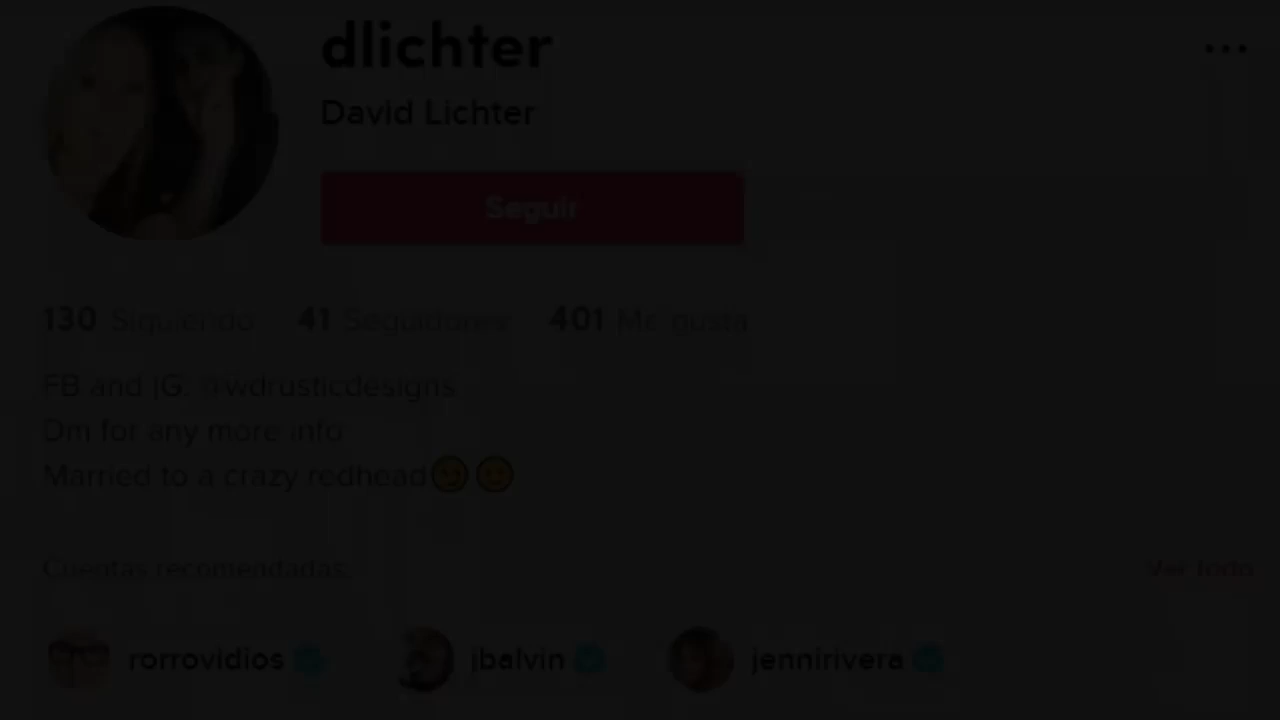 dlichter
David Lichter
Seguir
130 Siguiendo 41 Seguidores 401 Me gusta
FB and IG: @wdrusticdesigns
Dm for any more info
Married to a crazy redhead😏😉
Cuentas recomendadas
Ver todo
rorrovidios jbalvin jennirivera